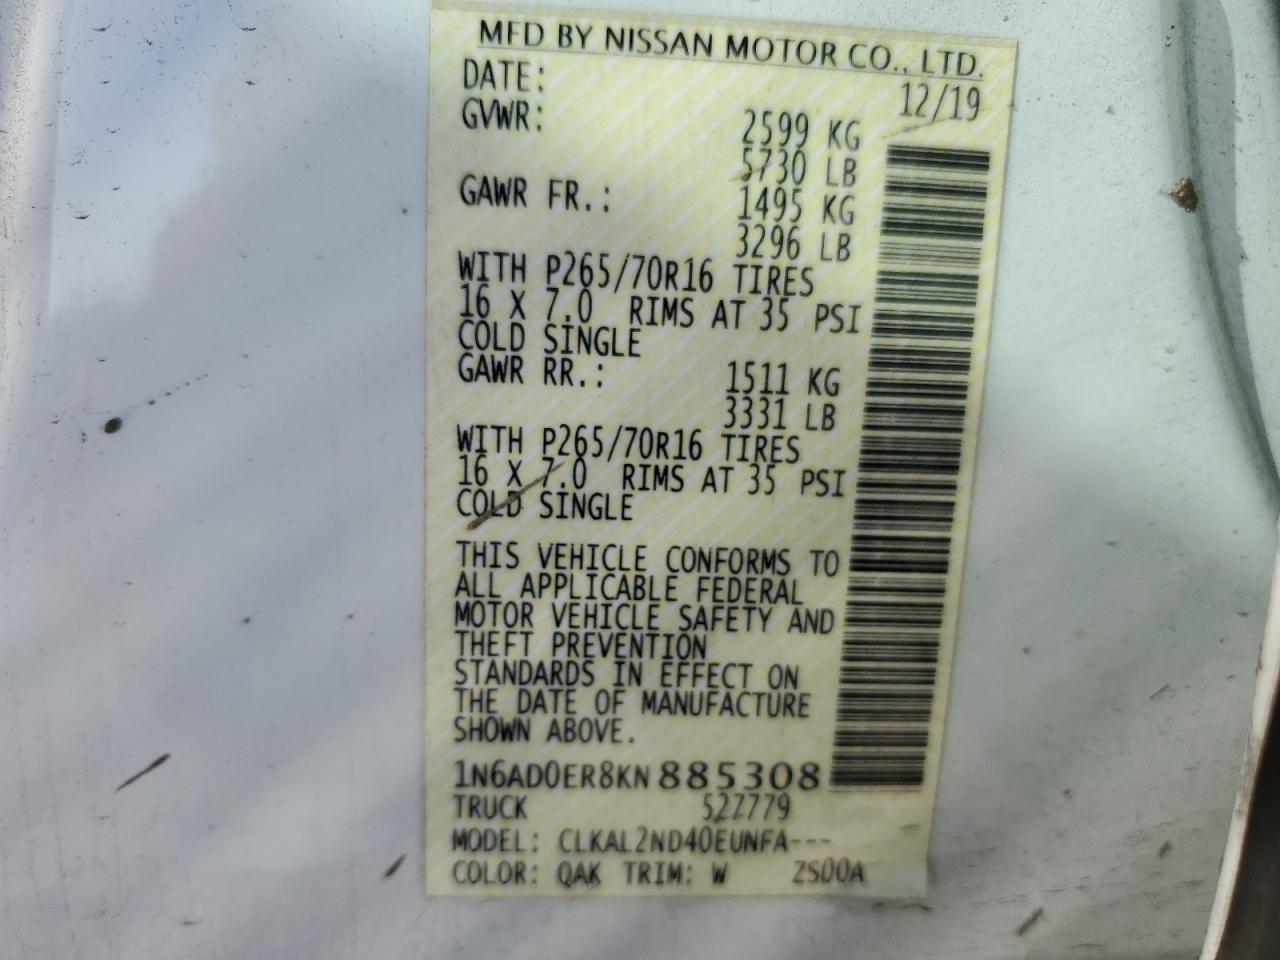 MFD BY NISSAN MOTOR CO., LTD.
DATE: 12/19
GVWR: 2599 KG
5730 LB
GAWR FR.: 1495 KG
3296 LB
WITH P265/70R16 TIRES
16 X 7.0 RIMS AT 35 PSI
COLD SINGLE
GAWR RR.: 1511 KG
3331 LB
WITH P265/70R16 TIRES
16 X 7.0 RIMS AT 35 PSI
COLD SINGLE
THIS VEHICLE CONFORMS TO
ALL APPLICABLE FEDERAL
MOTOR VEHICLE SAFETY AND
THEFT PREVENTION
STANDARDS IN EFFECT ON
THE DATE OF MANUFACTURE
SHOWN ABOVE.
1N6AD0ER8KN885308
TRUCK 527779
MODEL: CLKAL2ND40EUNFA---
COLOR: QAK TRIM: W ZS00A